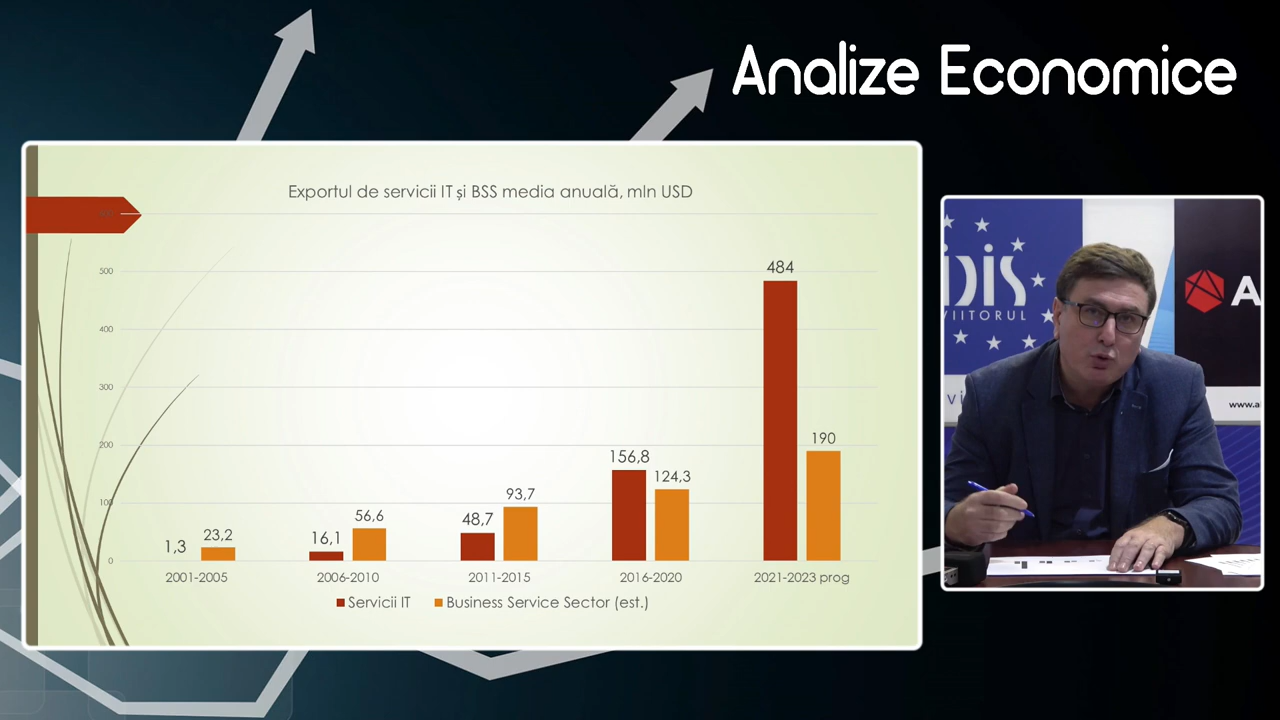 Analize Economice
Exportul de servicii IT și BSS media anuală, mln USD
500
400
300
200
100
0
1,3
23,2
16,1
56,6
48,7
93,7
156,8
124,3
484
190
2001-2005
2006-2010
2011-2015
2016-2020
2021-2023 prog
Servicii IT
Business Service Sector (est.)
IDIS
VIITORUL
A
www.a
vi